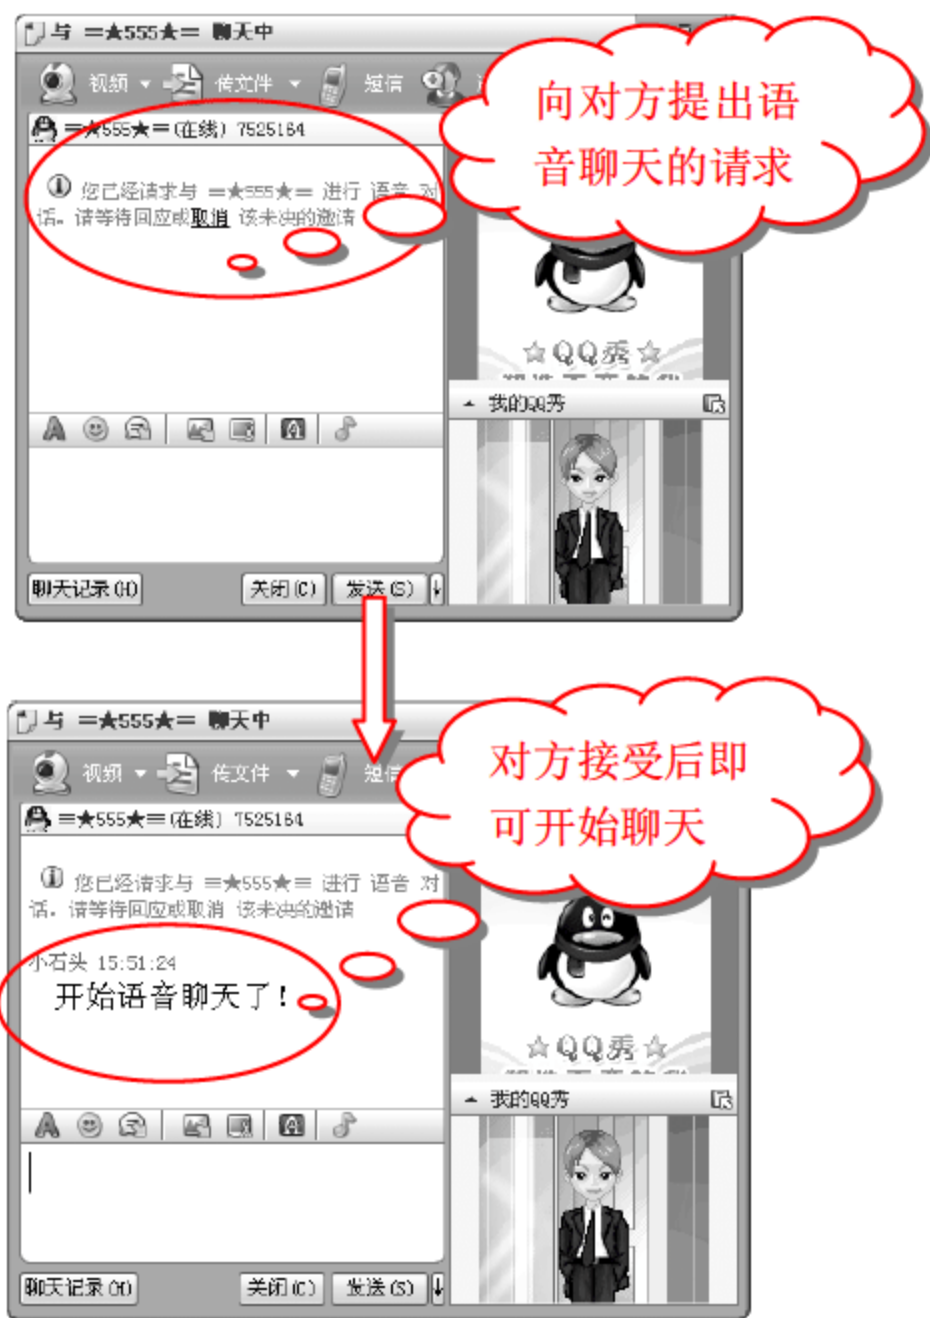 与 =★555★= 聊天中
视频 传文件 短信
向对方提出语
音聊天的请求
=★555★=(在线) 7525164
您已经请求与 =★555★= 进行 语音 对
话。请等待回应或取消 该未决的邀请
☆QQ秀☆
我的QQ秀
聊天记录(H) 关闭(C) 发送(S)
与 =★555★= 聊天中
视频 传文件 短信
对方接受后即
可开始聊天
=★555★=(在线) 7525164
您已经请求与 =★555★= 进行 语音 对
话。请等待回应或取消 该未决的邀请
小石头 15:51:24
开始语音聊天了!
☆QQ秀☆
我的QQ秀
聊天记录(H) 关闭(C) 发送(S)